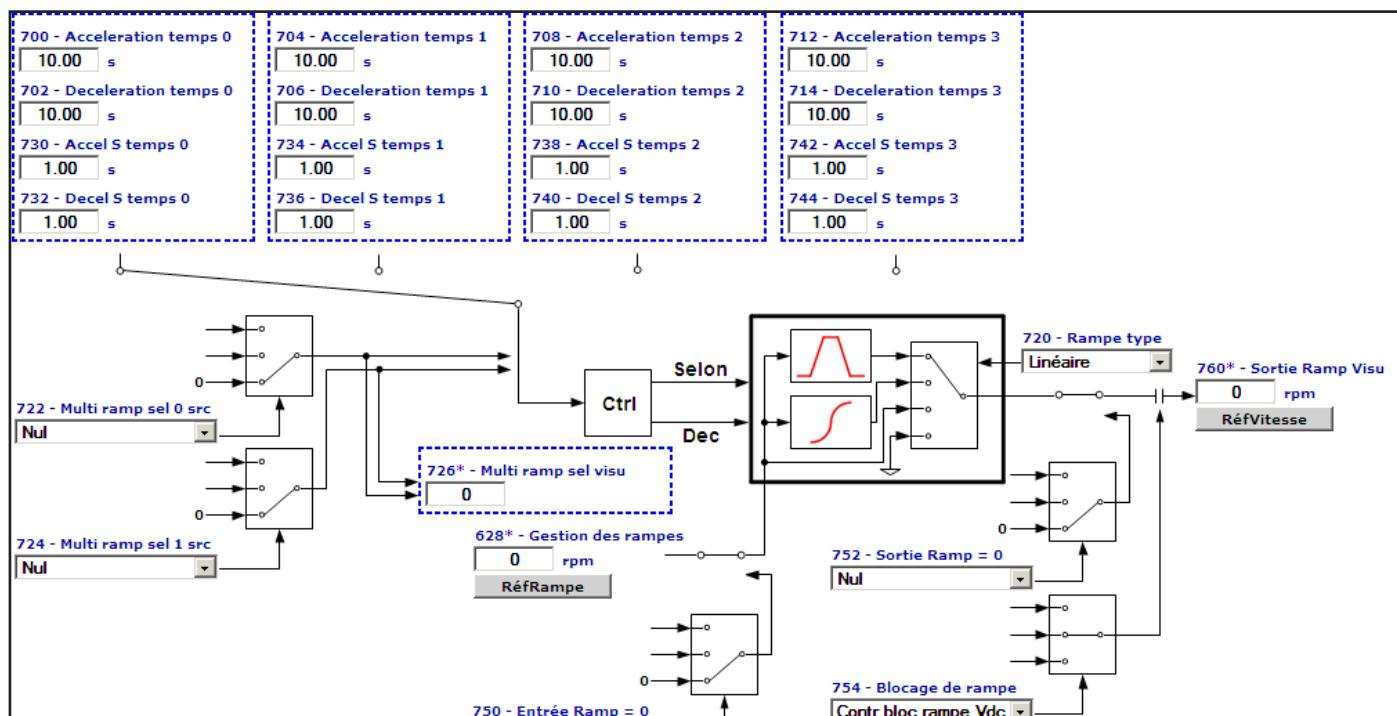 700 - Acceleration temps 0
10.00 s
702 - Deceleration temps 0
10.00 s
730 - Accel S temps 0
1.00 s
732 - Decel S temps 0
1.00 s
704 - Acceleration temps 1
10.00 s
706 - Deceleration temps 1
10.00 s
734 - Accel S temps 1
1.00 s
736 - Decel S temps 1
1.00 s
708 - Acceleration temps 2
10.00 s
710 - Deceleration temps 2
10.00 s
738 - Accel S temps 2
1.00 s
740 - Decel S temps 2
1.00 s
712 - Acceleration temps 3
10.00 s
714 - Deceleration temps 3
10.00 s
742 - Accel S temps 3
1.00 s
744 - Decel S temps 3
1.00 s
0
722 - Multi ramp sel 0 src
Nul
0
724 - Multi ramp sel 1 src
Nul
726* - Multi ramp sel visu
0
Ctrl
Selon
Dec
628* - Gestion des rampes
0 rpm
RéfRampe
0
750 - Entrée Ramp = 0
720 - Rampe type
Linéaire
760* - Sortie Ramp Visu
0 rpm
RéfVitesse
0
752 - Sortie Ramp = 0
Nul
754 - Blocage de rampe
Contr bloc rampe Vdc